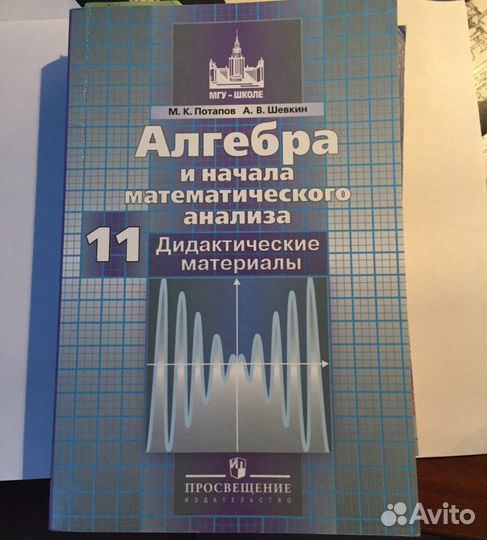 МГУ - ШКОЛЕ
М. К. Потапов А. В. Шевкин
Алгебра
и начала
математического
анализа
11 Дидактические
материалы
ПРОСВЕЩЕНИЕ
ИЗДАТЕЛЬСТВО
Avito